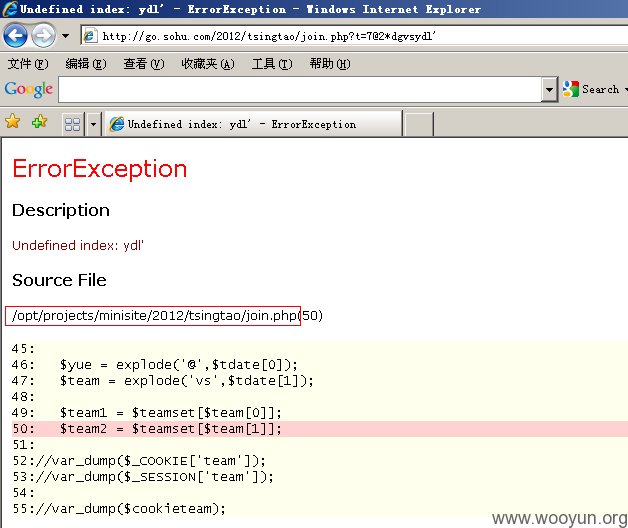 Undefined index: ydl' - ErrorException - Windows Internet Explorer
http://go.sohu.com/2012/tsingtao/join.php?t=7@2*dgvsydl'
文件(F) 编辑(E) 查看(V) 收藏夹(A) 工具(T) 帮助(H)
Google Search
Undefined index: ydl' - ErrorException
ErrorException
Description
Undefined index: ydl'
Source File
/opt/projects/minisite/2012/tsingtao/join.php(50)
45:
46: $yue = explode('@',$tdate[0]);
47: $team = explode('vs',$tdate[1]);
48:
49: $team1 = $teamset[$team[0]];
50: $team2 = $teamset[$team[1]];
51:
52://var_dump($_COOKIE['team']);
53://var_dump($_SESSION['team']);
54:
55://var_dump($cookieteam);
www.wooyun.org